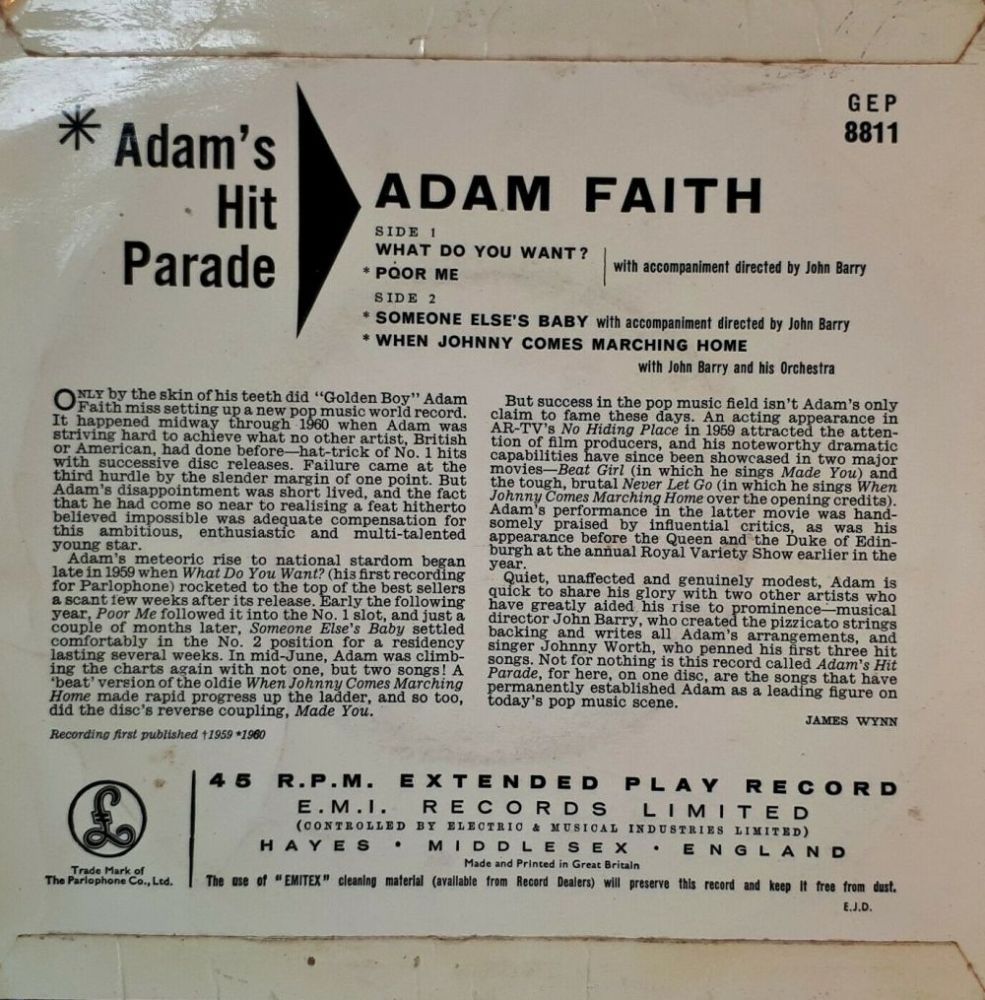 * Adam's
Hit
Parade
GEP
8811
ADAM FAITH
SIDE 1
WHAT DO YOU WANT?
* POOR ME
with accompaniment directed by John Barry
SIDE 2
* SOMEONE ELSE'S BABY with accompaniment directed by John Barry
* WHEN JOHNNY COMES MARCHING HOME
with John Barry and his Orchestra
ONLY by the skin of his teeth did "Golden Boy" Adam
Faith miss setting up a new pop music world record.
It happened midway through 1960 when Adam was
striving hard to achieve what no other artist, British
or American, had done before—hat-trick of No. 1 hits
with successive disc releases. Failure came at the
third hurdle by the slender margin of one point. But
Adam's disappointment was short lived, and the fact
that he had come so near to realising a feat hitherto
believed impossible was adequate compensation for
this ambitious, enthusiastic and multi-talented
young star.
Adam's meteoric rise to national stardom began
late in 1959 when What Do You Want? (his first recording
for Parlophone) rocketed to the top of the best sellers
a scant few weeks after its release. Early the following
year, Poor Me followed it into the No. 1 slot, and just a
couple of months later, Someone Else's Baby settled
comfortably in the No. 2 position for a residency
lasting several weeks. In mid-June, Adam was climb-
ing the charts again with not one, but two songs! A
'beat' version of the oldie When Johnny Comes Marching
Home made rapid progress up the ladder, and so too,
did the disc's reverse coupling, Made You.
Recording first published †1959 *1960
But success in the pop music field isn't Adam's only
claim to fame these days. An acting appearance in
AR-TV's No Hiding Place in 1959 attracted the atten-
tion of film producers, and his noteworthy dramatic
capabilities have since been showcased in two major
movies—Beat Girl (in which he sings Made You) and
the tough, brutal Never Let Go (in which he sings When
Johnny Comes Marching Home over the opening credits).
Adam's performance in the latter movie was hand-
somely praised by influential critics, as was his
appearance before the Queen and the Duke of Edin-
burgh at the annual Royal Variety Show earlier in the
year.
Quiet, unaffected and genuinely modest, Adam is
quick to share his glory with two other artists who
have greatly aided his rise to prominence—musical
director John Barry, who created the pizzicato strings
backing and writes all Adam's arrangements, and
singer Johnny Worth, who penned his first three hit
songs. Not for nothing is this record called Adam's Hit
Parade, for here, on one disc, are the songs that have
permanently established Adam as a leading figure on
today's pop music scene.
JAMES WYNN
£
Trade Mark of
The Parlophone Co., Ltd.
45 R.P.M. EXTENDED PLAY RECORD
E.M.I. RECORDS LIMITED
(CONTROLLED BY ELECTRIC & MUSICAL INDUSTRIES LIMITED)
HAYES · MIDDLESEX · ENGLAND
Made and Printed in Great Britain
The use of "EMITEX" cleaning material (available from Record Dealers) will preserve this record and keep it free from dust.
E.J.D.